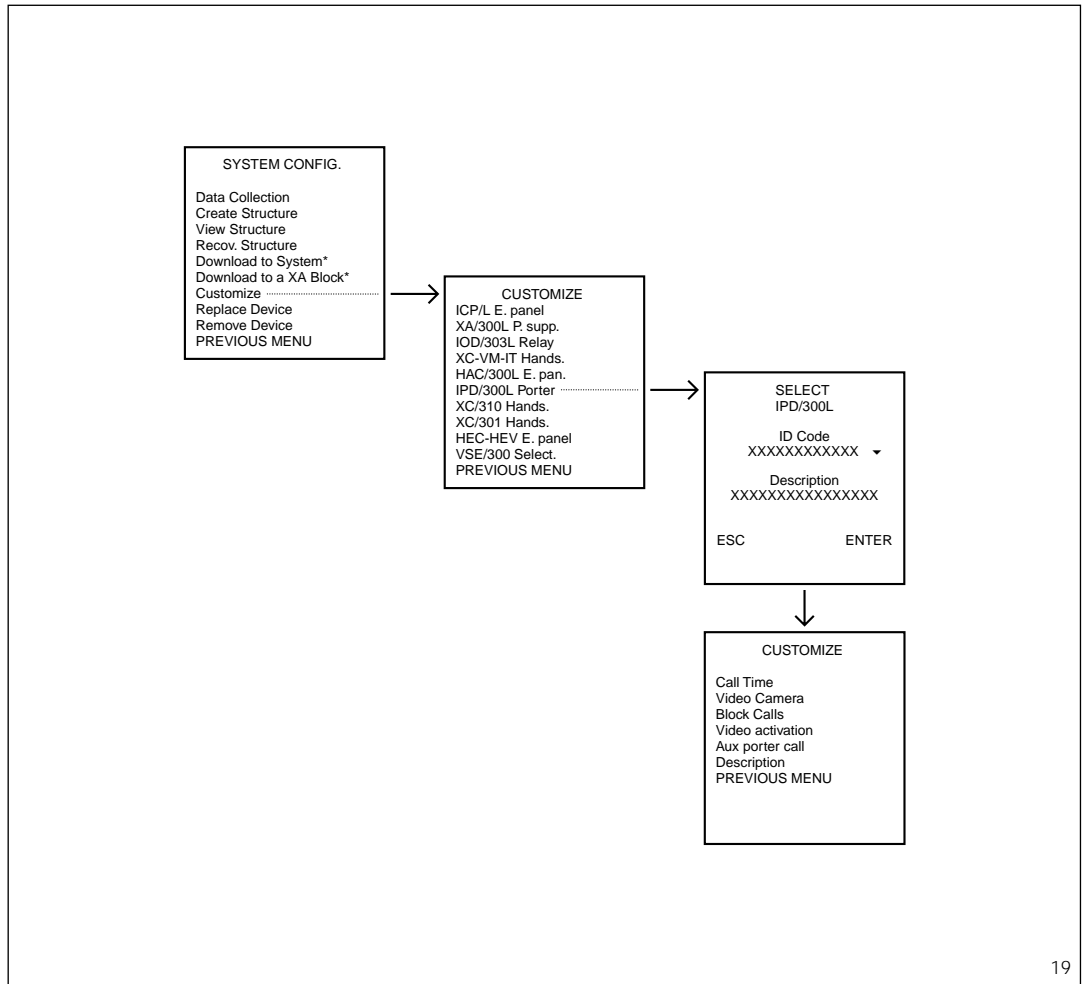 SYSTEM CONFIG.
Data Collection
Create Structure
View Structure
Recov. Structure
Download to System*
Download to a XA Block*
Customize
Replace Device
Remove Device
PREVIOUS MENU
CUSTOMIZE
ICP/L E. panel
XA/300L P. supp.
IOD/303L Relay
XC-VM-IT Hands.
HAC/300L E. pan.
IPD/300L Porter
XC/310 Hands.
XC/301 Hands.
HEC-HEV E. panel
VSE/300 Select.
PREVIOUS MENU
SELECT
IPD/300L
ID Code
XXXXXXXXXXXX
Description
XXXXXXXXXXXXXXXX
ESC ENTER
CUSTOMIZE
Call Time
Video Camera
Block Calls
Video activation
Aux porter call
Description
PREVIOUS MENU
19